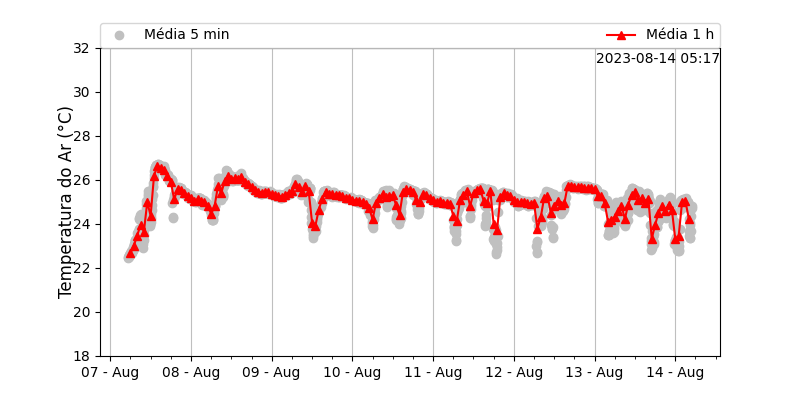 Média 5 min
Média 1 h
2023-08-14 05:17
Temperatura do Ar (°C)
32
30
28
26
24
22
20
18
07 - Aug
08 - Aug
09 - Aug
10 - Aug
11 - Aug
12 - Aug
13 - Aug
14 - Aug